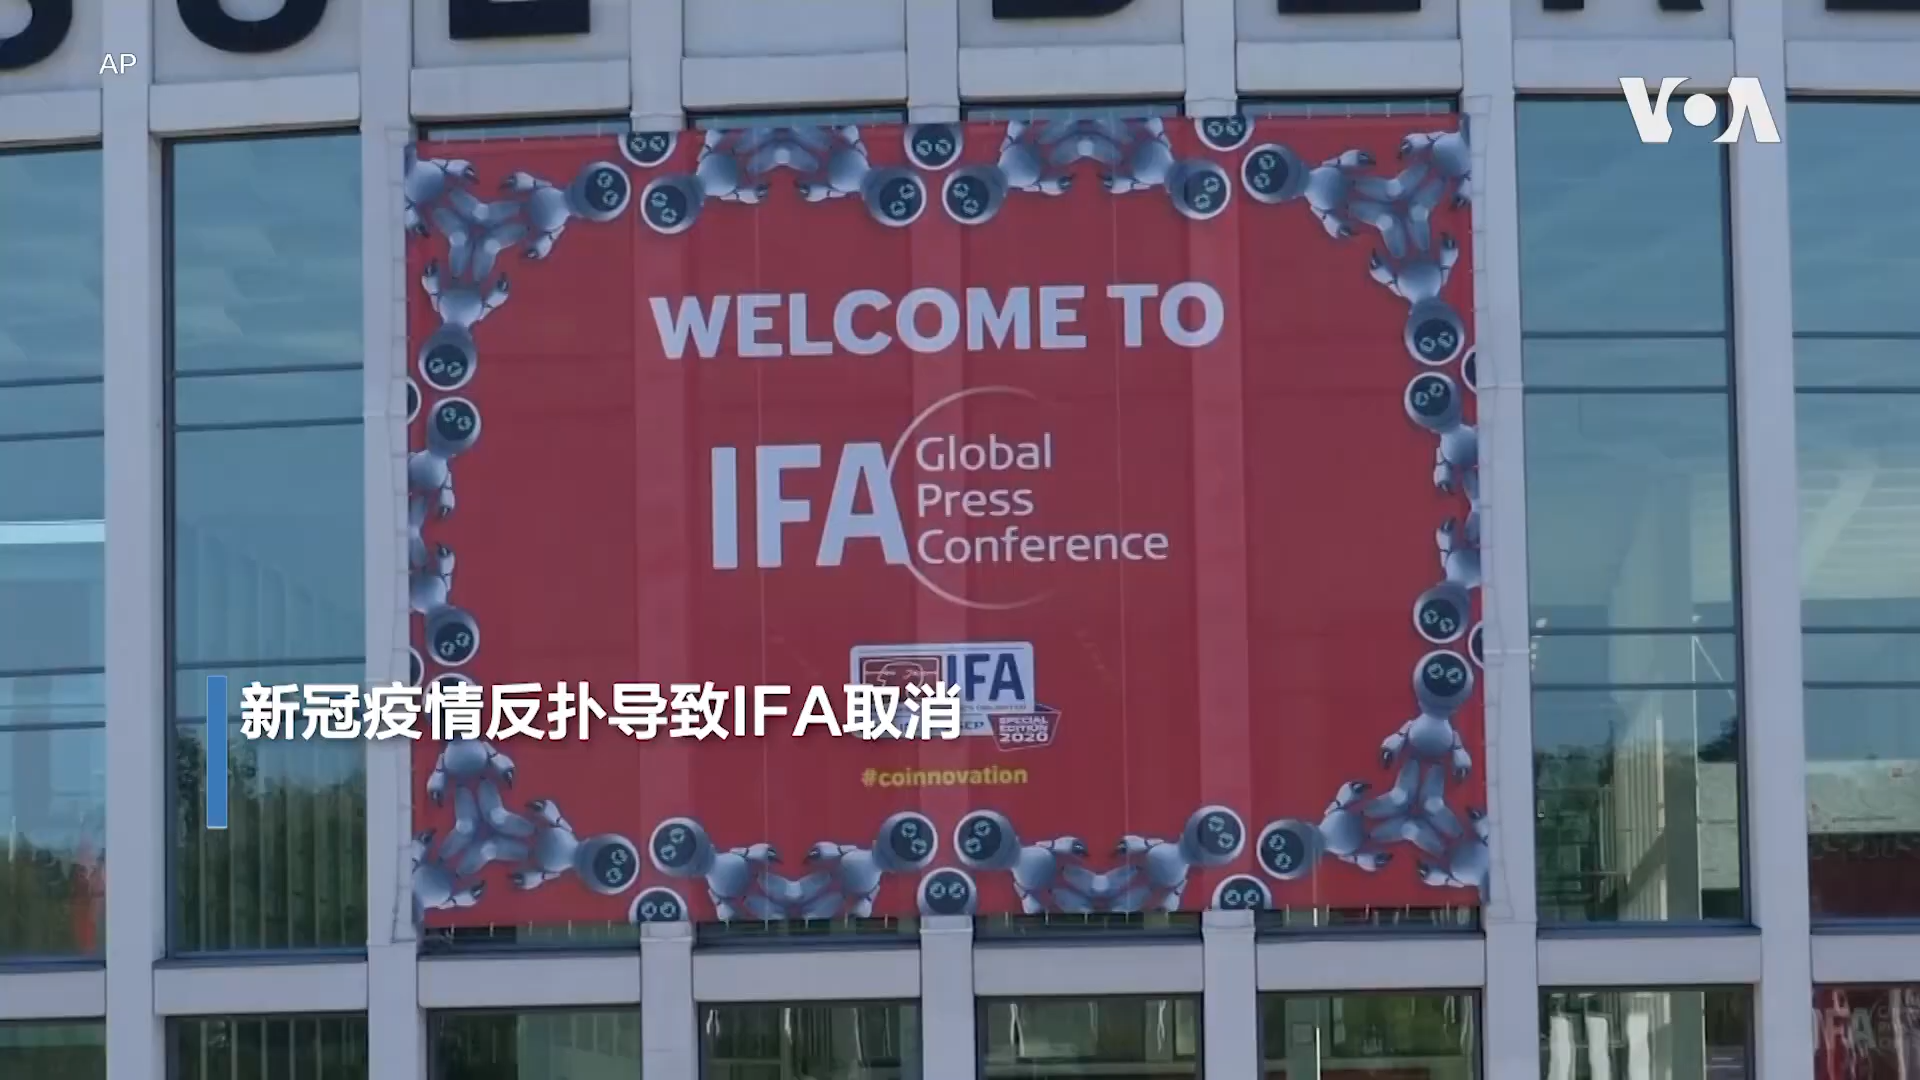 AP
VOA
WELCOME TO
IFA
Global
Press
Conference
IFA
SPECIAL
EDITION
2020
新冠疫情反扑导致IFA取消
#coinnovation
IFA